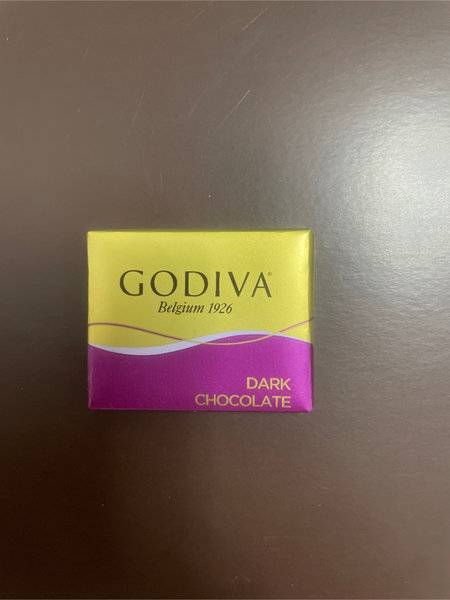 GODIVA®
Belgium 1926
DARK
CHOCOLATE